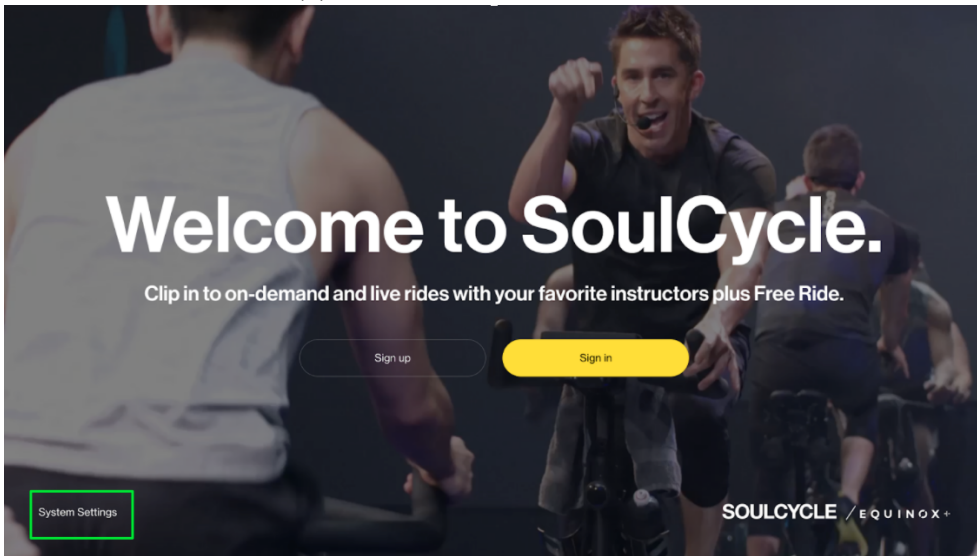 Welcome to SoulCycle.
Clip in to on-demand and live rides with your favorite instructors plus Free Ride.
Sign up
Sign in
System Settings
SOULCYCLE / EQUINOX+